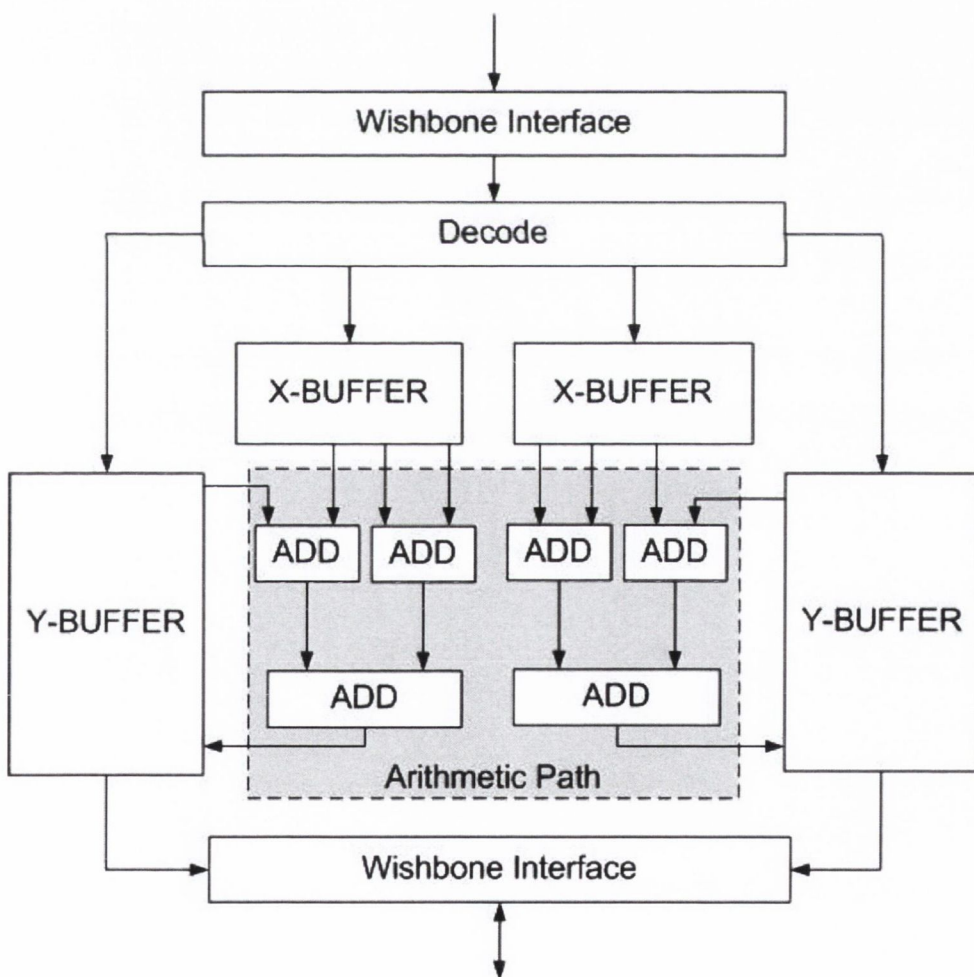 Wishbone Interface
Decode
X-BUFFER
X-BUFFER
Y-BUFFER
ADD
ADD
ADD
ADD
Y-BUFFER
ADD
ADD
Arithmetic Path
Wishbone Interface